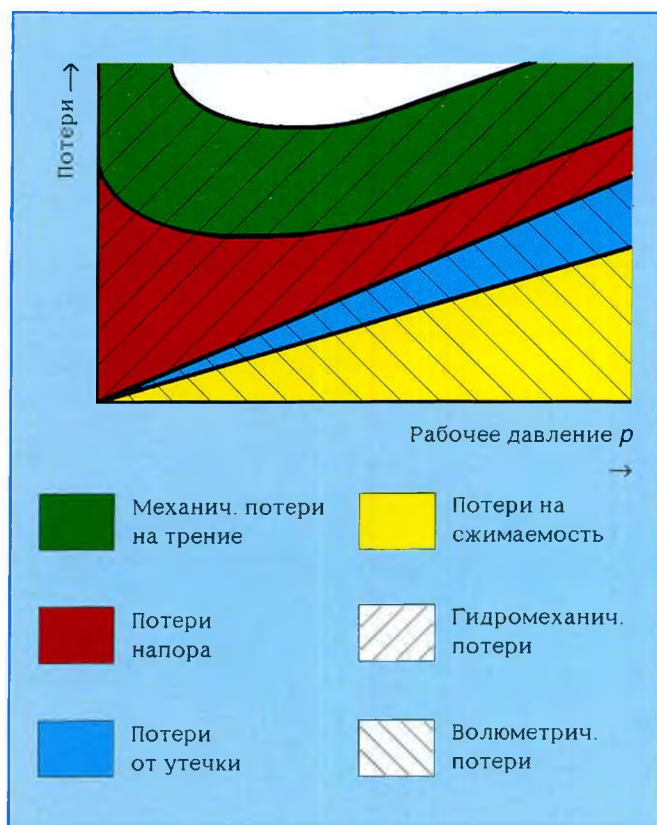 Потери →
Рабочее давление p
→
Механич. потери
на трение
Потери
напора
Потери
от утечки
Потери на
сжимаемость
Гидромеханич.
потери
Волюметрич.
потери